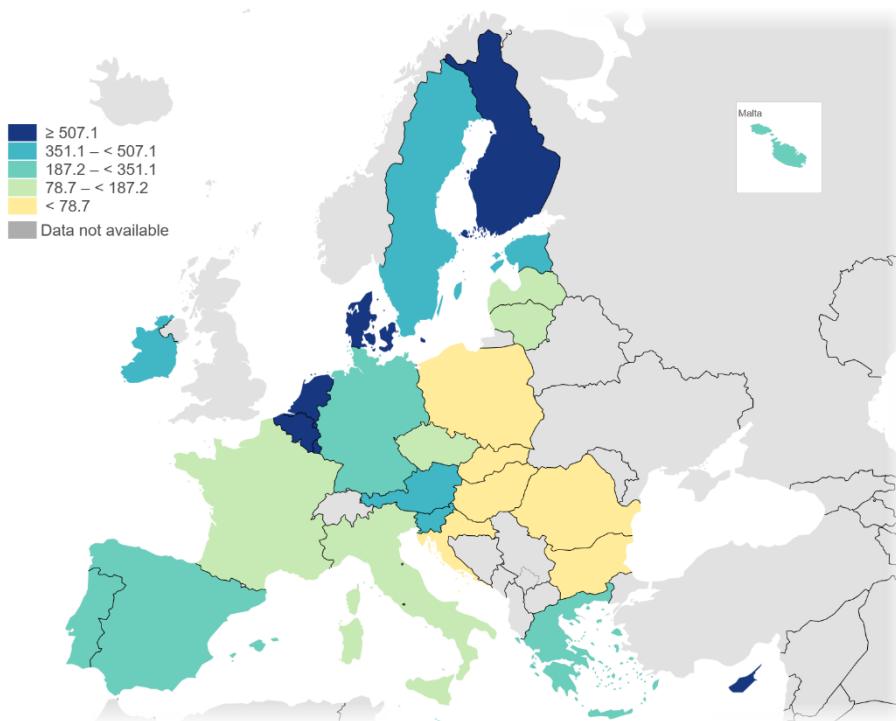 ≥ 507.1
351.1 – < 507.1
187.2 – < 351.1
78.7 – < 187.2
< 78.7
Data not available
Malta